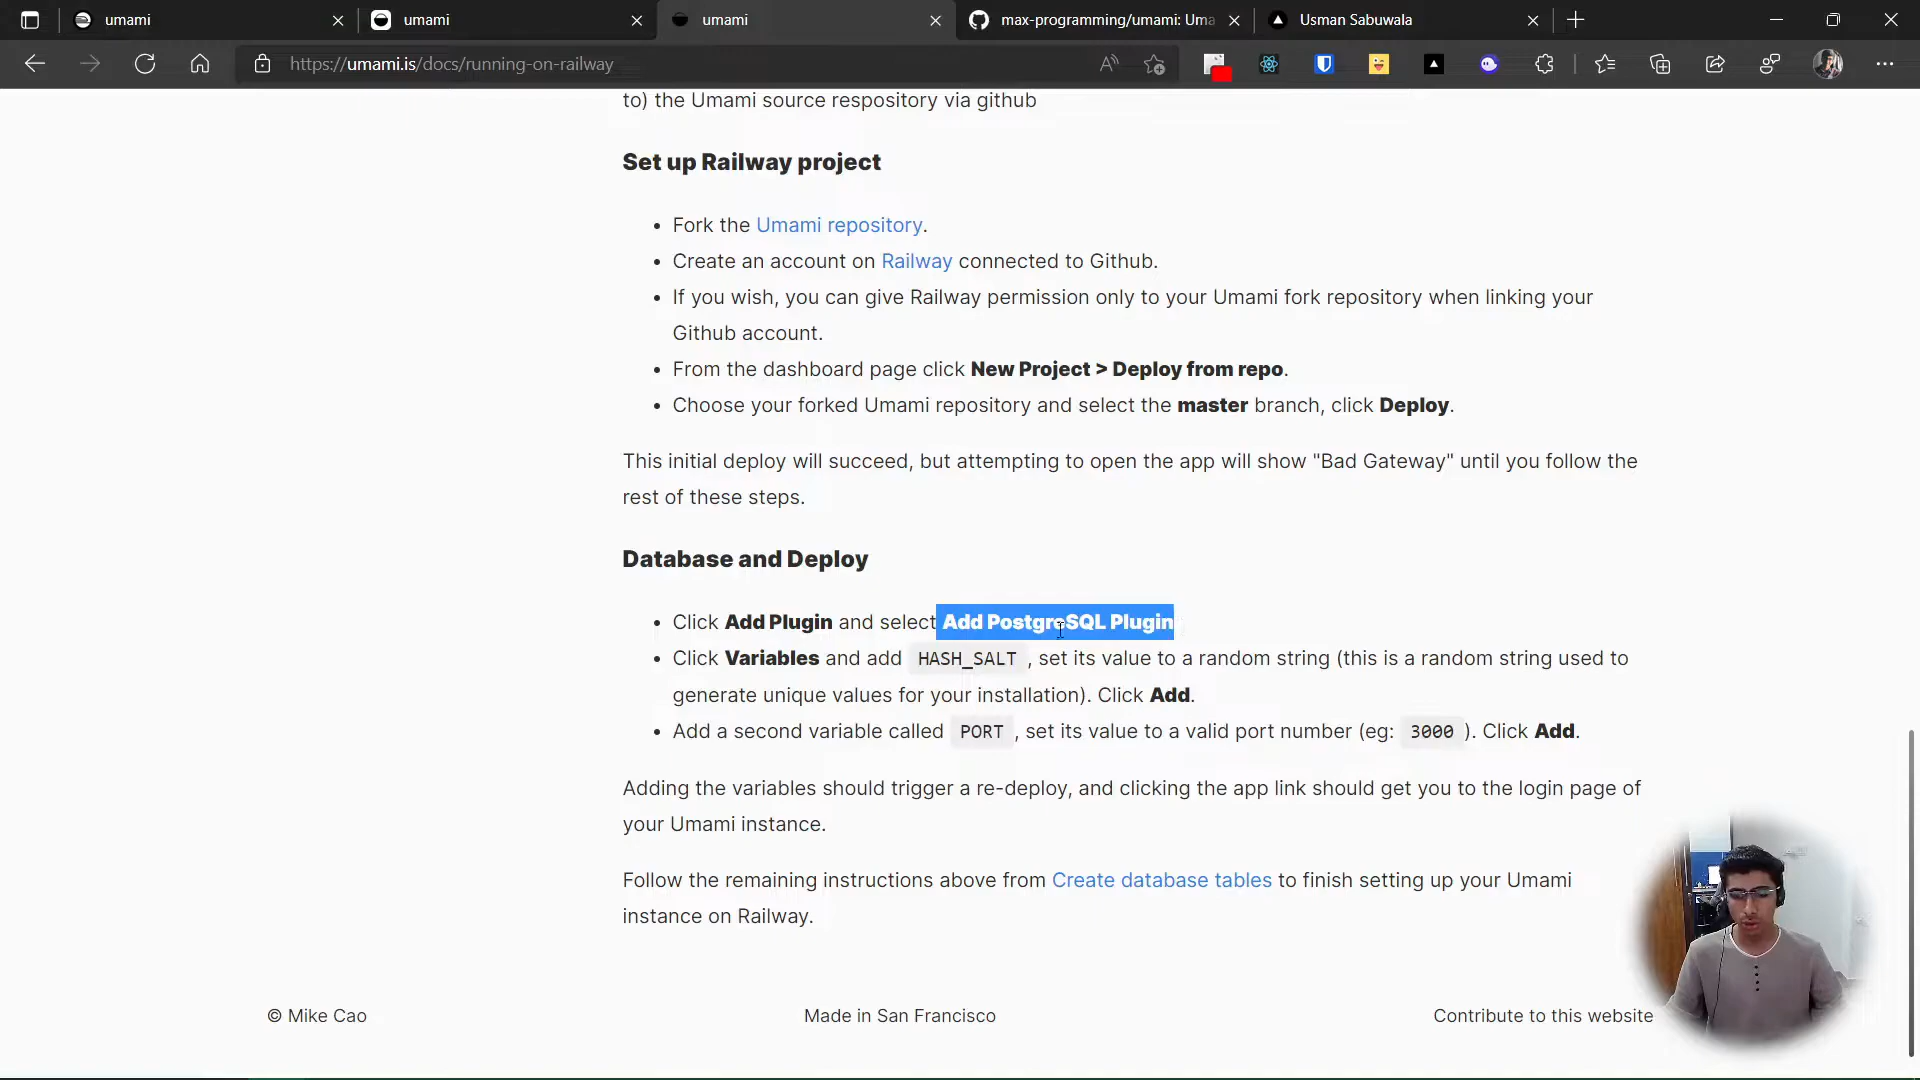 umami
umami
umami
max-programming/umami: Uma
Usman Sabuwala
https://umami.is/docs/running-on-railway
to) the Umami source respository via github
Set up Railway project
• Fork the Umami repository.
• Create an account on Railway connected to Github.
• If you wish, you can give Railway permission only to your Umami fork repository when linking your
Github account.
• From the dashboard page click New Project > Deploy from repo.
• Choose your forked Umami repository and select the master branch, click Deploy.
This initial deploy will succeed, but attempting to open the app will show "Bad Gateway" until you follow the
rest of these steps.
Database and Deploy
• Click Add Plugin and select Add PostgreSQL Plugin
• Click Variables and add HASH_SALT , set its value to a random string (this is a random string used to
generate unique values for your installation). Click Add.
• Add a second variable called PORT , set its value to a valid port number (eg: 3000 ). Click Add.
Adding the variables should trigger a re-deploy, and clicking the app link should get you to the login page of
your Umami instance.
Follow the remaining instructions above from Create database tables to finish setting up your Umami
instance on Railway.
© Mike Cao
Made in San Francisco
Contribute to this website